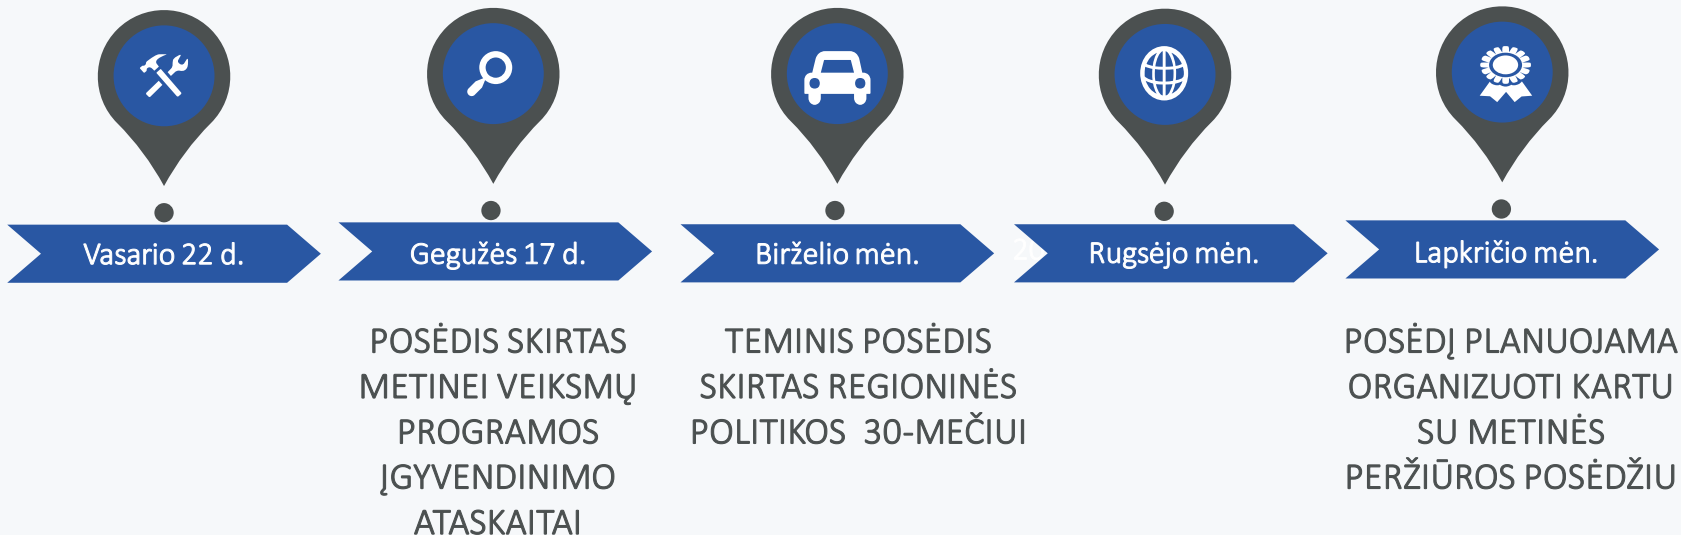 Vasario 22 d.
Gegužės 17 d.
Birželio mėn.
Rugsėjo mėn.
Lapkričio mėn.
POSĖDIS SKIRTAS
METINEI VEIKSMŲ
PROGRAMOS
ĮGYVENDINIMO
ATASKAITAI
TEMINIS POSĖDIS
SKIRTAS REGIONINĖS
POLITIKOS 30-MEČIUI
POSĖDĮ PLANUOJAMA
ORGANIZUOTI KARTU
SU METINĖS
PERŽIŪROS POSĖDŽIU